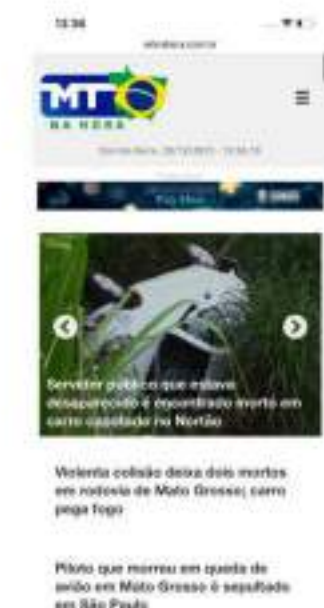 MT
NA HORA
Servidor público que estava
desaparecido é encontrado morto em
carro capotado no Nortão
Violenta colisão deixa dois mortos
em rodovia de Mato Grosso; carro
pega fogo
Piloto que morreu em queda de
avião em Mato Grosso é sepultado
em São Paulo